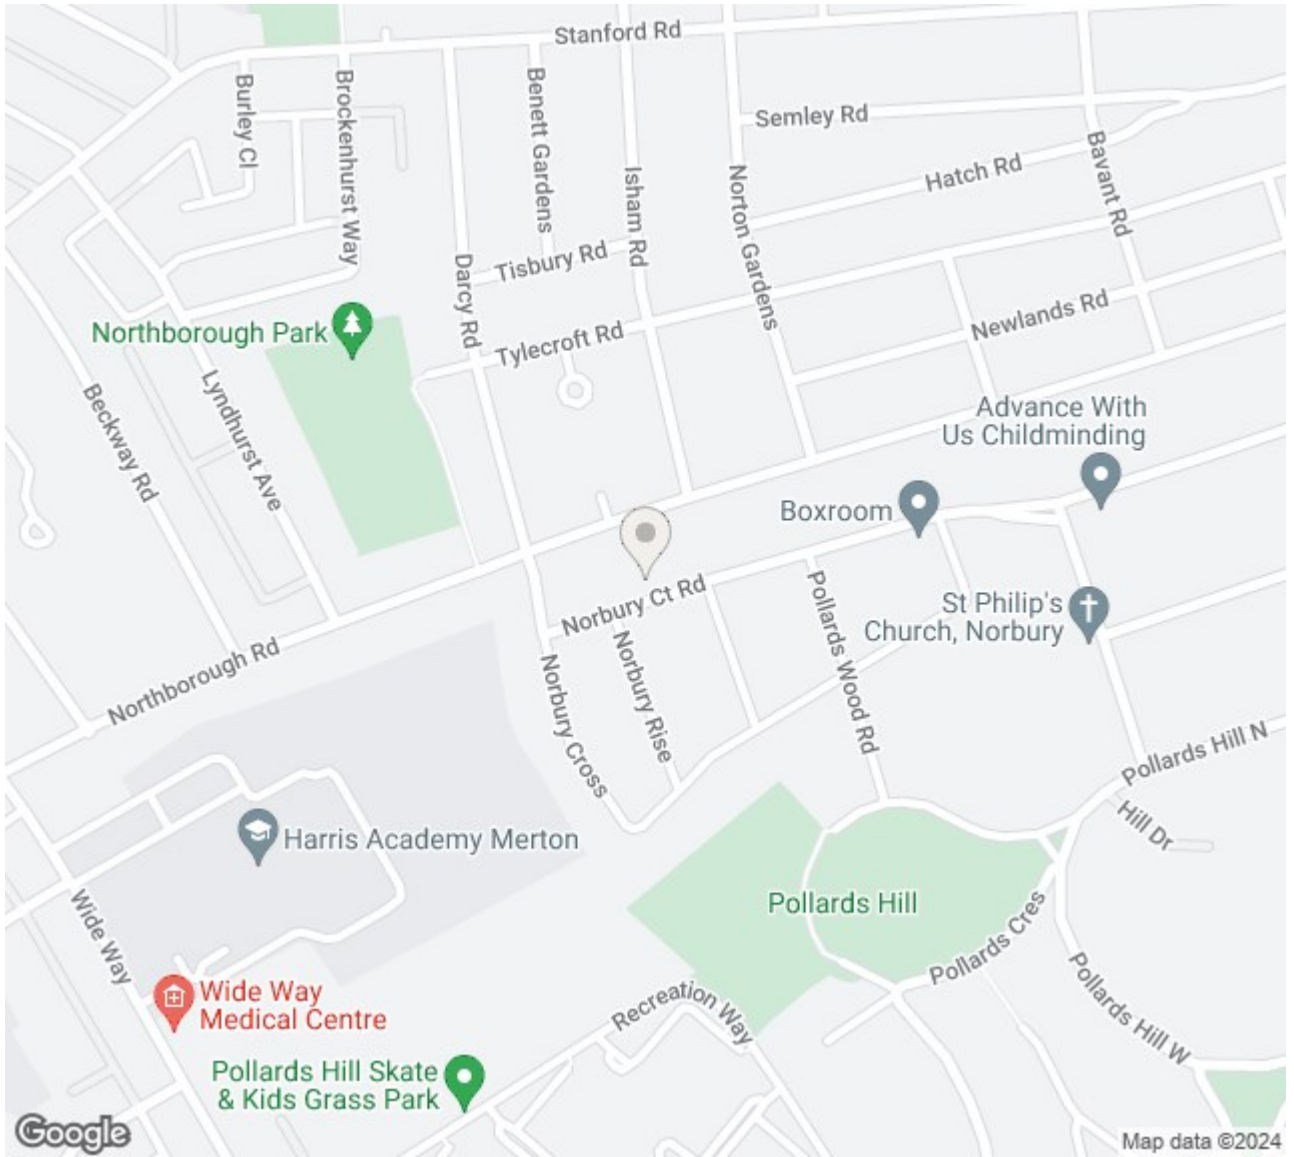 Stanford Rd
Burley Cl
Brockenhurst Way
Benett Gardens
Semley Rd
Isham Rd
Norton Gardens
Hatch Rd
Bavant Rd
Darcy Rd
Tisbury Rd
Northborough Park
Tylecroft Rd
Newlands Rd
Beckway Rd
Lyndhurst Ave
Advance With
Us Childminding
Boxroom
Norbury Ct Rd
St Philip's
Church, Norbury
Pollards Wood Rd
Northborough Rd
Norbury Cross
Norbury Rise
Pollards Hill N
Hill Dr
Harris Academy Merton
Pollards Hill
Wide Way
Pollards Cres
Pollards Hill W
Wide Way
Medical Centre
Recreation Way
Pollards Hill Skate
& Kids Grass Park
Google
Map data ©2024